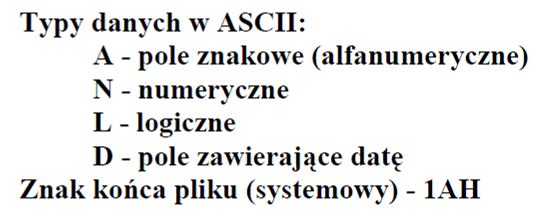 Typy danych w ASCII:
A - pole znakowe (alfanumeryczne)
N - numeryczne
L - logiczne
D - pole zawierające datę
Znak końca pliku (systemowy) - 1AH